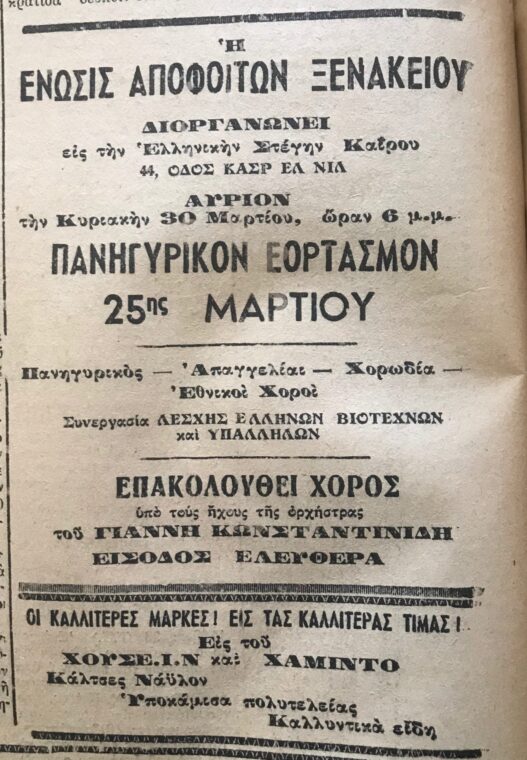 Ἡ
ΕΝΩΣΙΣ ΑΠΟΦΟΙΤΩΝ ΞΕΝΑΚΕΙΟΥ
ΔΙΟΡΓΑΝΩΝΕΙ
εἰς τὴν Ἑλληνικὴν Στέγην Καΐρου
44, ΟΔΟΣ ΚΑΣΡ ΕΛ ΝΙΛ
ΑΥΡΙΟΝ
τὴν Κυριακὴν 30 Μαρτίου, ὥραν 6 μ.μ.
ΠΑΝΗΓΥΡΙΚΟΝ ΕΟΡΤΑΣΜΟΝ
25ης ΜΑΡΤΙΟΥ
Πανηγυρικὸς — Ἀπαγγελίαι — Χορωδία —
Ἐθνικοὶ Χοροὶ
Συνεργασία ΛΕΣΧΗΣ ΕΛΛΗΝΩΝ ΒΙΟΤΕΧΝΩΝ
καὶ ΥΠΑΛΛΗΛΩΝ
ΕΠΑΚΟΛΟΥΘΕΙ ΧΟΡΟΣ
ὑπὸ τοὺς ἤχους τῆς ὀρχήστρας
τοῦ ΓΙΑΝΝΗ ΚΩΝΣΤΑΝΤΙΝΙΔΗ
ΕΙΣΟΔΟΣ ΕΛΕΥΘΕΡΑ
ΟΙ ΚΑΛΛΙΤΕΡΕΣ ΜΑΡΚΕΣ! ΕΙΣ ΤΑΣ ΚΑΛΛΙΤΕΡΑΣ ΤΙΜΑΣ!
Εἰς τοῦ
ΧΟΥΣΕ.Ι.Ν καὶ ΧΑΜΙΝΤΟ
Κάλτσες Νάϋλον
Ὑποκάμισα πολυτελείας
Καλλυντικὰ εἴδη